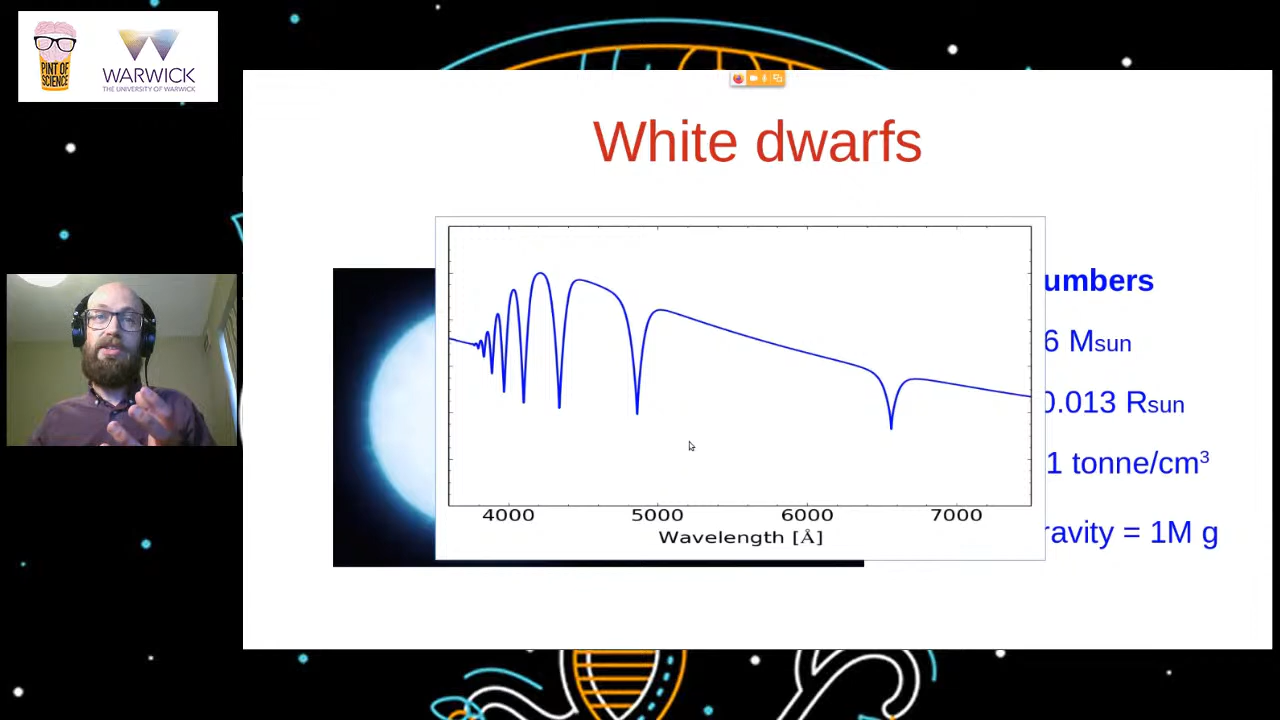 PINT OF
SCIENCE
WARWICK
THE UNIVERSITY OF WARWICK
White dwarfs
umbers
6 Msun
0.013 Rsun
1 tonne/cm³
ravity = 1M g
4000 5000 6000 7000
Wavelength [Å]